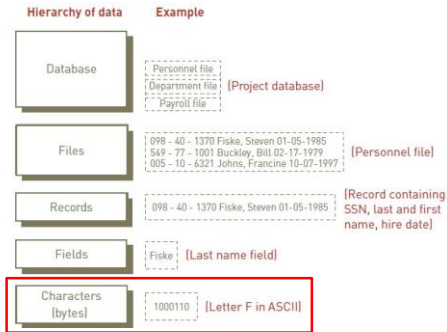 Hierarchy of data
Example
Database
Personnel file
Department file
Payroll file
(Project database)
Files
098 - 40 - 1370 Fiske, Steven 01-05-1985
549 - 77 - 1001 Buckley, Bill 02-17-1979
005 - 10 - 6321 Johns, Francine 10-07-1997
(Personnel file)
Records
098 - 40 - 1370 Fiske, Steven 01-05-1985
(Record containing
SSN, last and first
name, hire date)
Fields
Fiske
(Last name field)
Characters
(bytes)
1000110
(Letter F in ASCII)